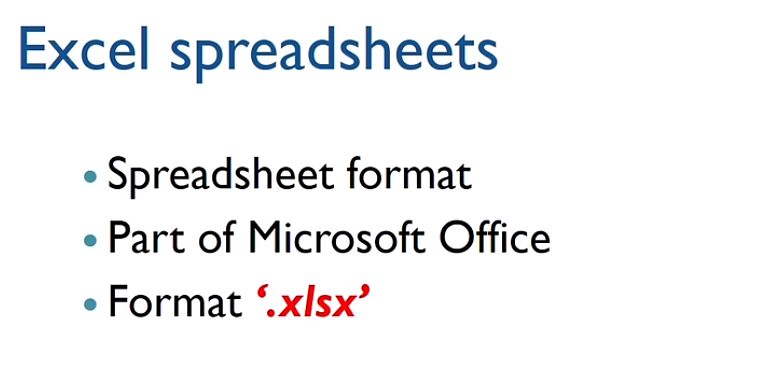 Excel spreadsheets
• Spreadsheet format
• Part of Microsoft Office
• Format ‘.xlsx’